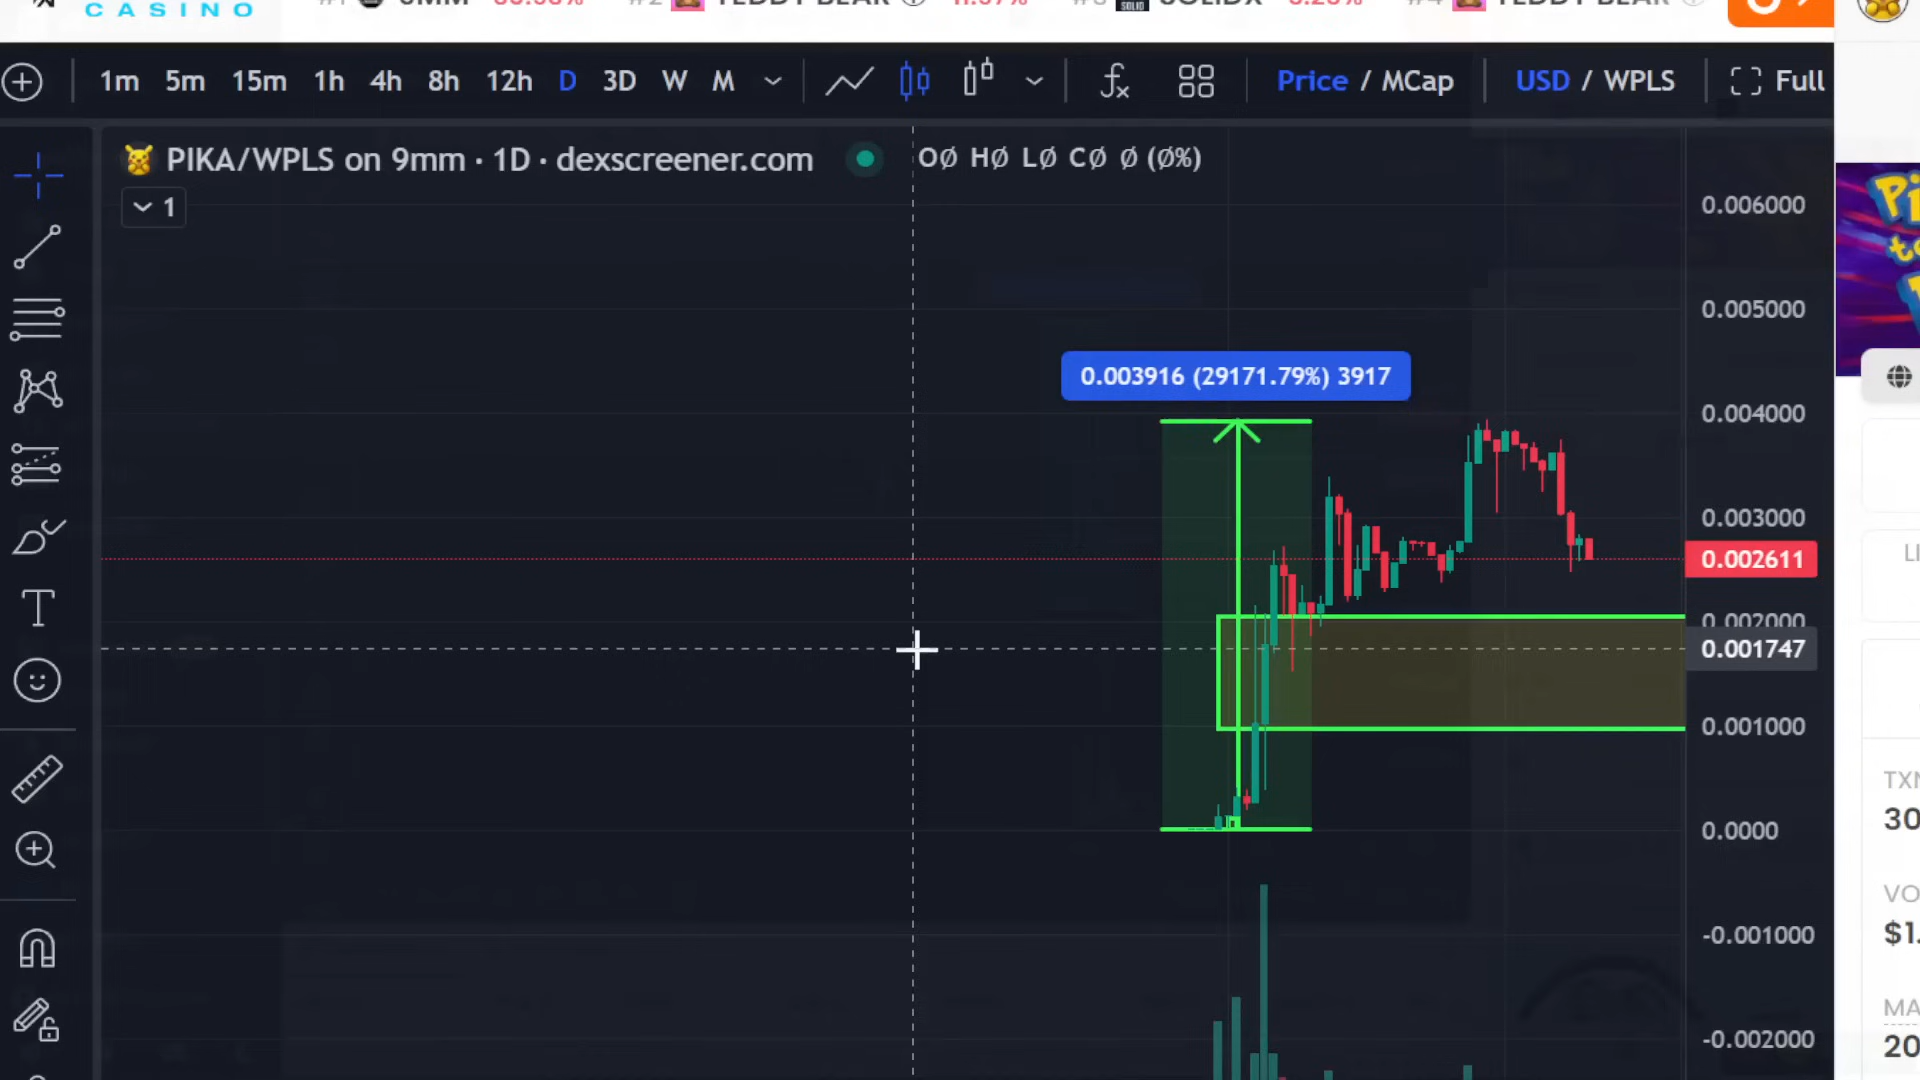 CASINO
1m 5m 15m 1h 4h 8h 12h D 3D W M
Price / MCap
USD / WPLS
Full
PIKA/WPLS on 9mm · 1D · dexscreener.com
OØ HØ LØ CØ Ø (Ø%)
1
0.006000
0.005000
0.003916 (29171.79%) 3917
0.004000
0.003000
0.002611
0.002000
0.001747
0.001000
0.0000
-0.001000
-0.002000
TXN
30
VO
$1.
MA
20